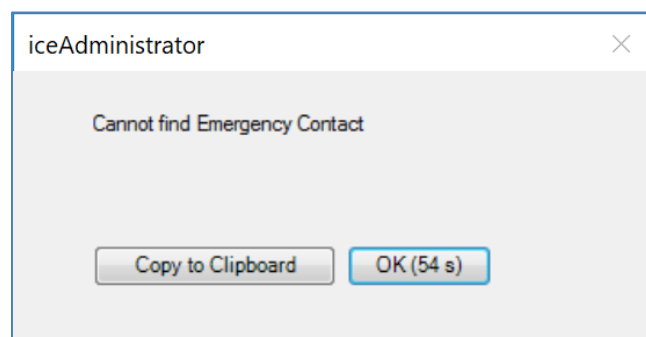 iceAdministrator
Cannot find Emergency Contact
Copy to Clipboard OK (54 s)